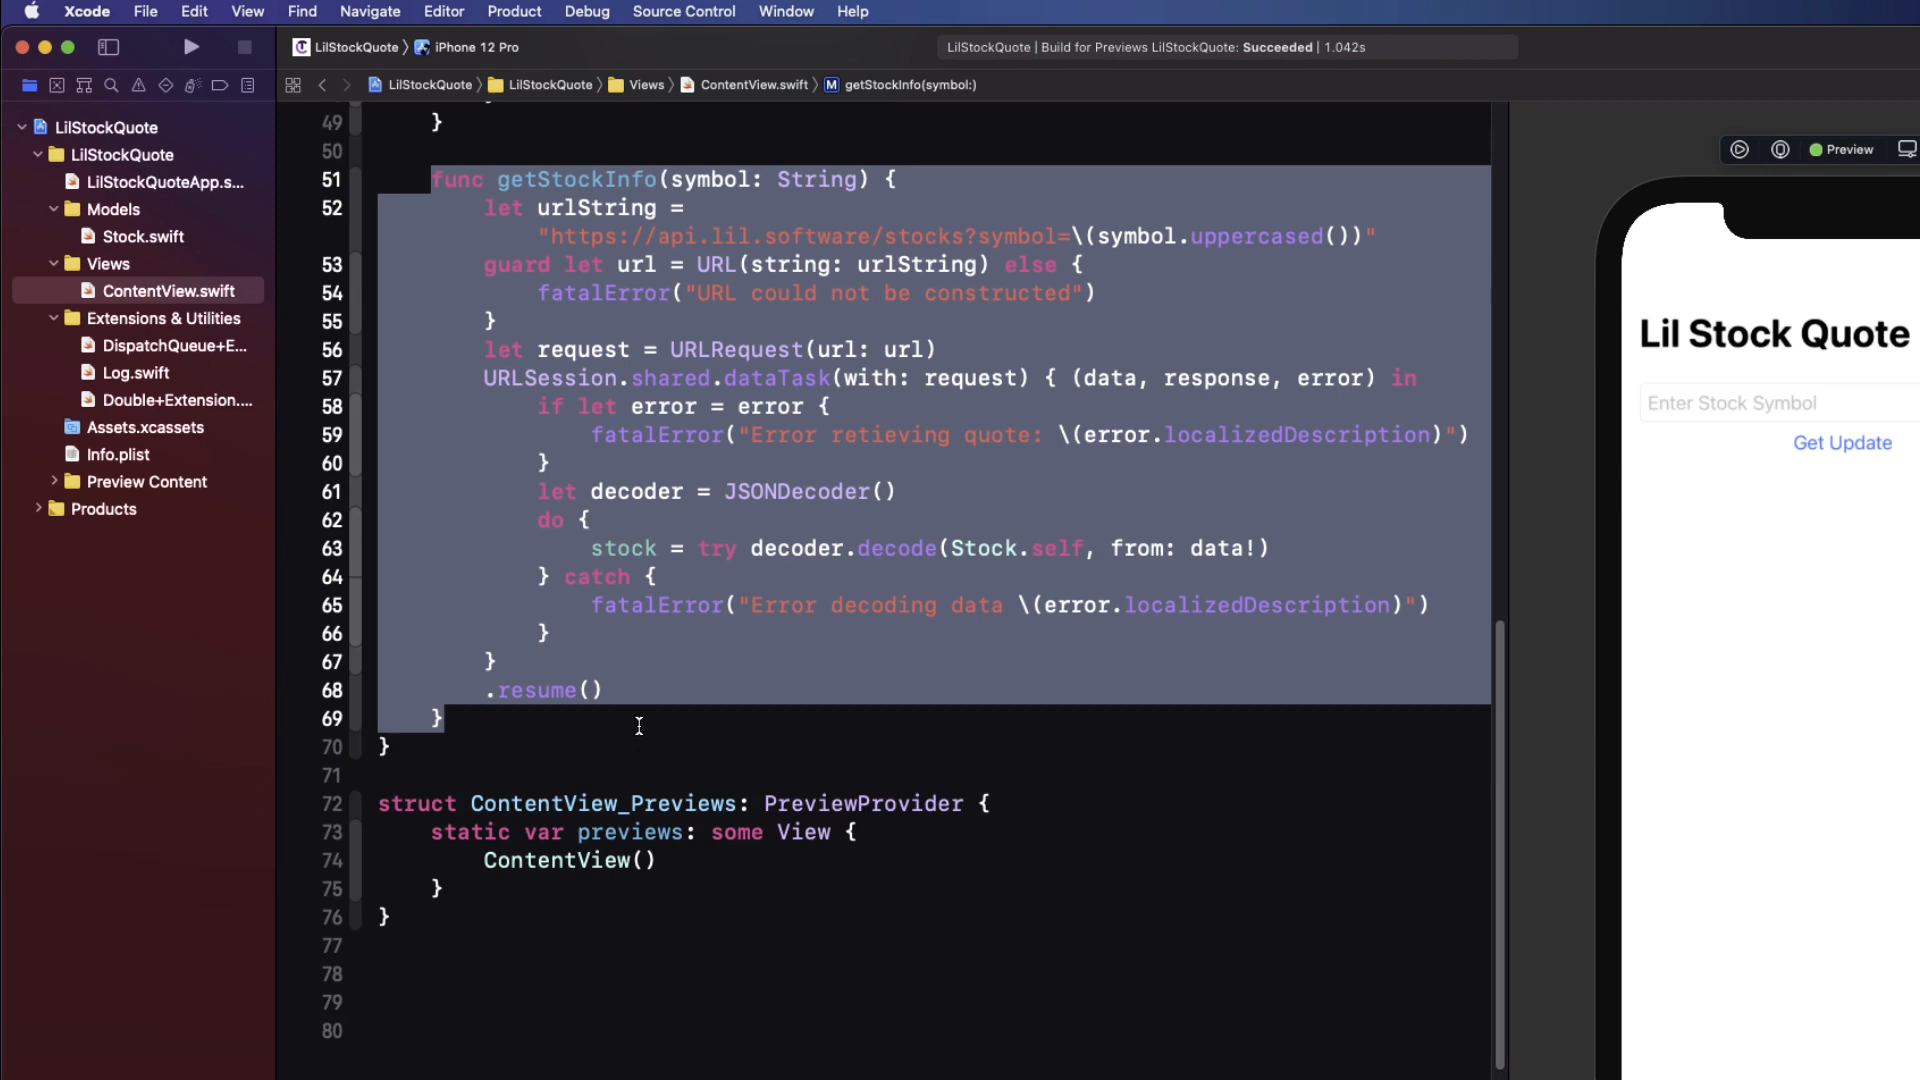 Xcode File Edit View Find Navigate Editor Product Debug Source Control Window Help
LilStockQuote 〉 iPhone 12 Pro
LilStockQuote | Build for Previews LilStockQuote: Succeeded | 1.042s
LilStockQuote 〉 LilStockQuote 〉 Views 〉 ContentView.swift 〉 M getStockInfo(symbol:)
LilStockQuote
LilStockQuote
LilStockQuoteApp.s...
Models
Stock.swift
Views
ContentView.swift
Extensions & Utilities
DispatchQueue+E...
Log.swift
Double+Extension....
Assets.xcassets
Info.plist
Preview Content
Products
49 }
50
51 func getStockInfo(symbol: String) {
52 let urlString =
"https://api.lil.software/stocks?symbol=\(symbol.uppercased())"
53 guard let url = URL(string: urlString) else {
54 fatalError("URL could not be constructed")
55 }
56 let request = URLRequest(url: url)
57 URLSession.shared.dataTask(with: request) { (data, response, error) in
58 if let error = error {
59 fatalError("Error retieving quote: \(error.localizedDescription)")
60 }
61 let decoder = JSONDecoder()
62 do {
63 stock = try decoder.decode(Stock.self, from: data!)
64 } catch {
65 fatalError("Error decoding data \(error.localizedDescription)")
66 }
67 }
68 .resume()
69 }
70 }
71
72 struct ContentView_Previews: PreviewProvider {
73 static var previews: some View {
74 ContentView()
75 }
76 }
77
78
79
80
Preview
Lil Stock Quote
Enter Stock Symbol
Get Update